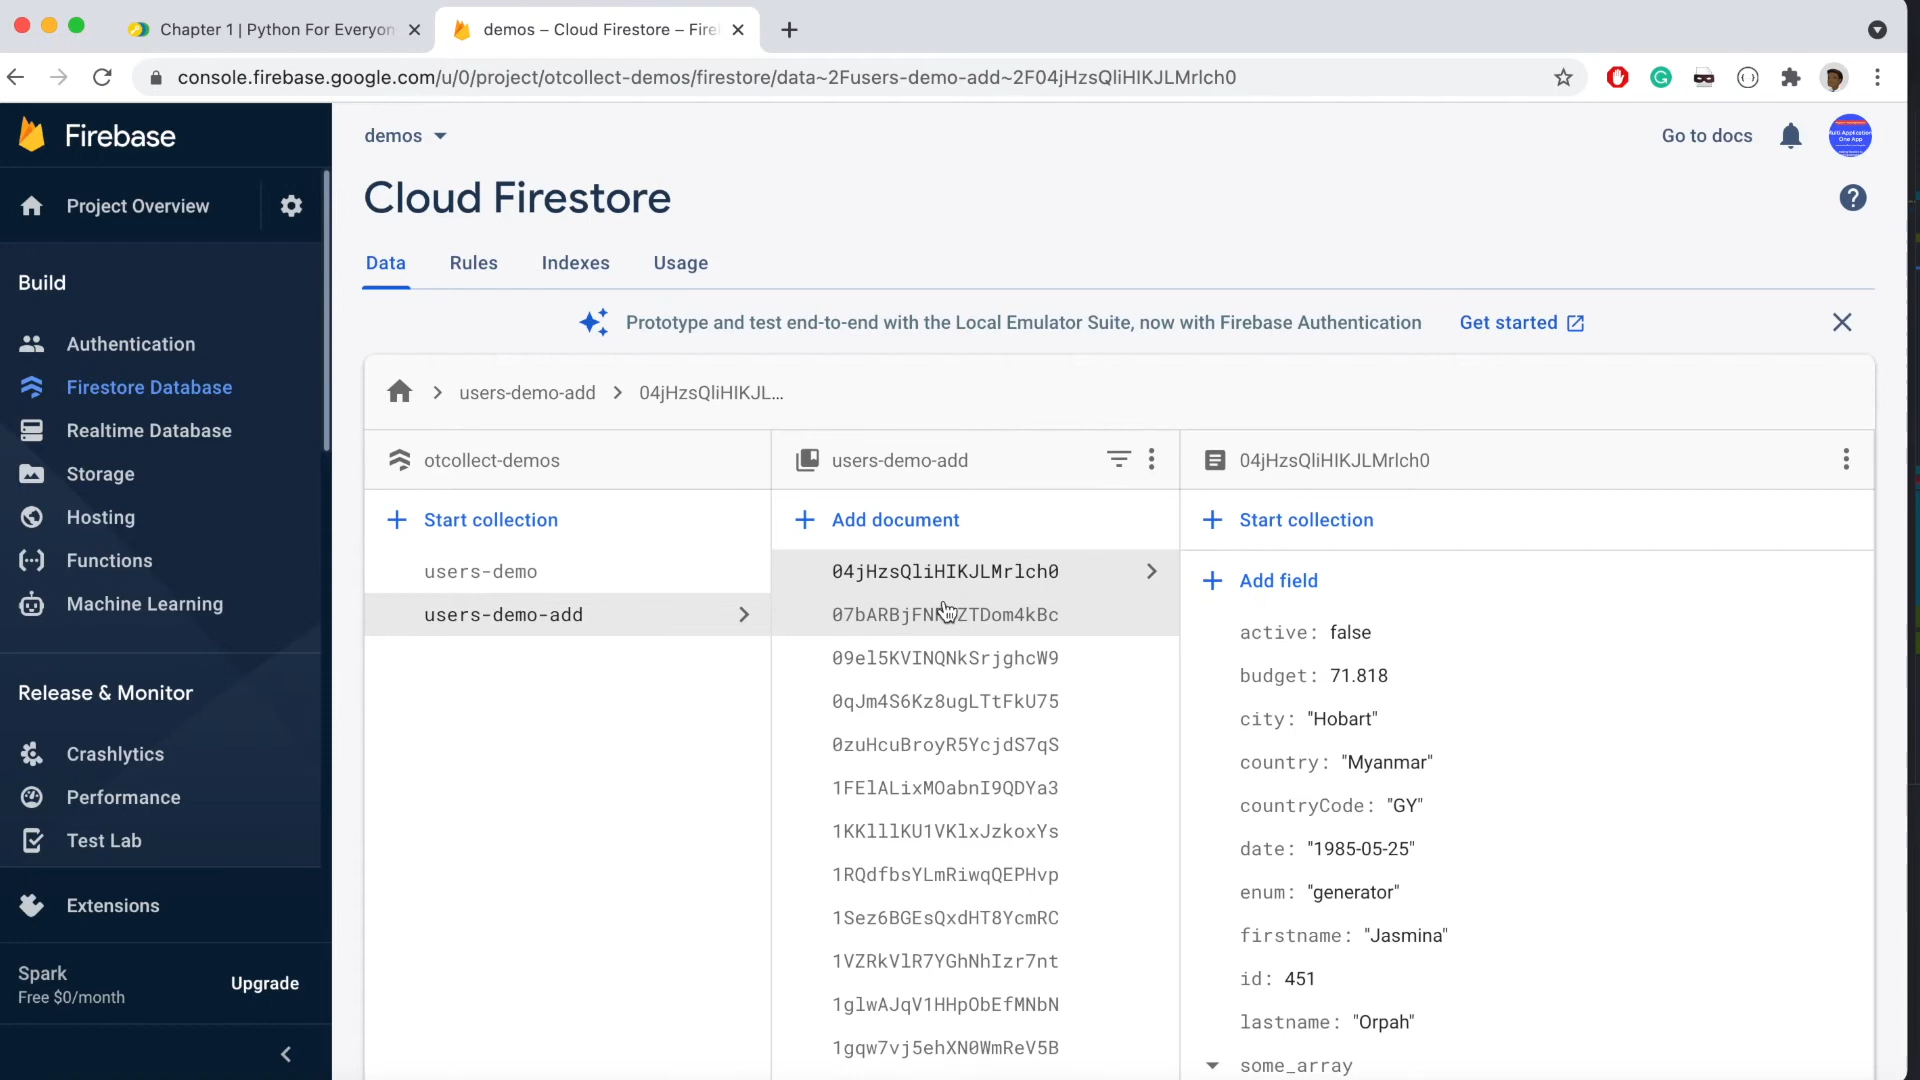 Chapter 1 | Python For Everyon
demos – Cloud Firestore – Fire
console.firebase.google.com/u/0/project/otcollect-demos/firestore/data~2Fusers-demo-add~2F04jHzsQliHIKJLMrlch0
Firebase
demos
Go to docs
Project Overview
Cloud Firestore
Data Rules Indexes Usage
Build
Prototype and test end-to-end with the Local Emulator Suite, now with Firebase Authentication Get started
Authentication
Firestore Database
Realtime Database
Storage
Hosting
Functions
Machine Learning
Release & Monitor
Crashlytics
Performance
Test Lab
Extensions
Spark
Free $0/month
Upgrade
users-demo-add
04jHzsQliHIKJL...
otcollect-demos
Start collection
users-demo
users-demo-add
users-demo-add
Add document
04jHzsQliHIKJLMrlch0
09el5KVINQNkSrjghcW9
0qJm4S6Kz8ugLTtFkU75
0zuHcuBroyR5YcjdS7qS
1FElALixMOabnI9QDYa3
1KKlllKU1VKlxJzkoxYs
1RQdfbsYLmRiwqQEPHvp
1Sez6BGEsQxdHT8YcmRC
1VZRkVlR7YGhNhIzr7nt
1glwAJqV1HHpObEfMNbN
1gqw7vj5ehXN0WmReV5B
04jHzsQliHIKJLMrlch0
Start collection
Add field
active: false
budget: 71.818
city: "Hobart"
country: "Myanmar"
countryCode: "GY"
date: "1985-05-25"
enum: "generator"
firstname: "Jasmina"
id: 451
lastname: "Orpah"
some_array